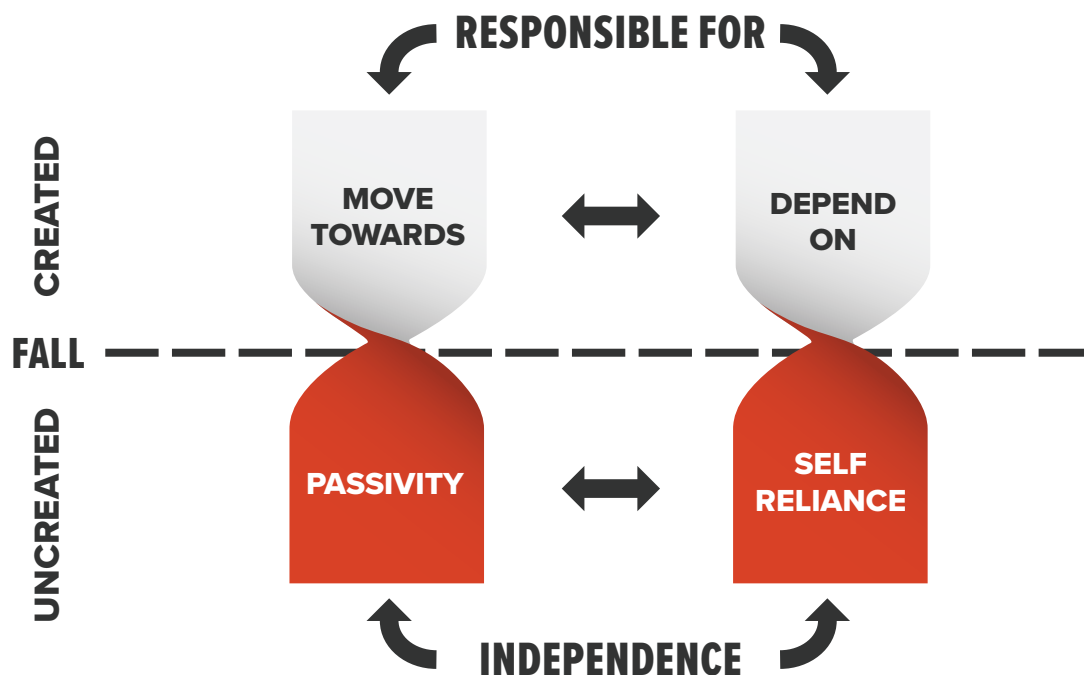 RESPONSIBLE FOR
CREATED
MOVE
TOWARDS
DEPEND
ON
FALL
UNCREATED
PASSIVITY
SELF
RELIANCE
INDEPENDENCE